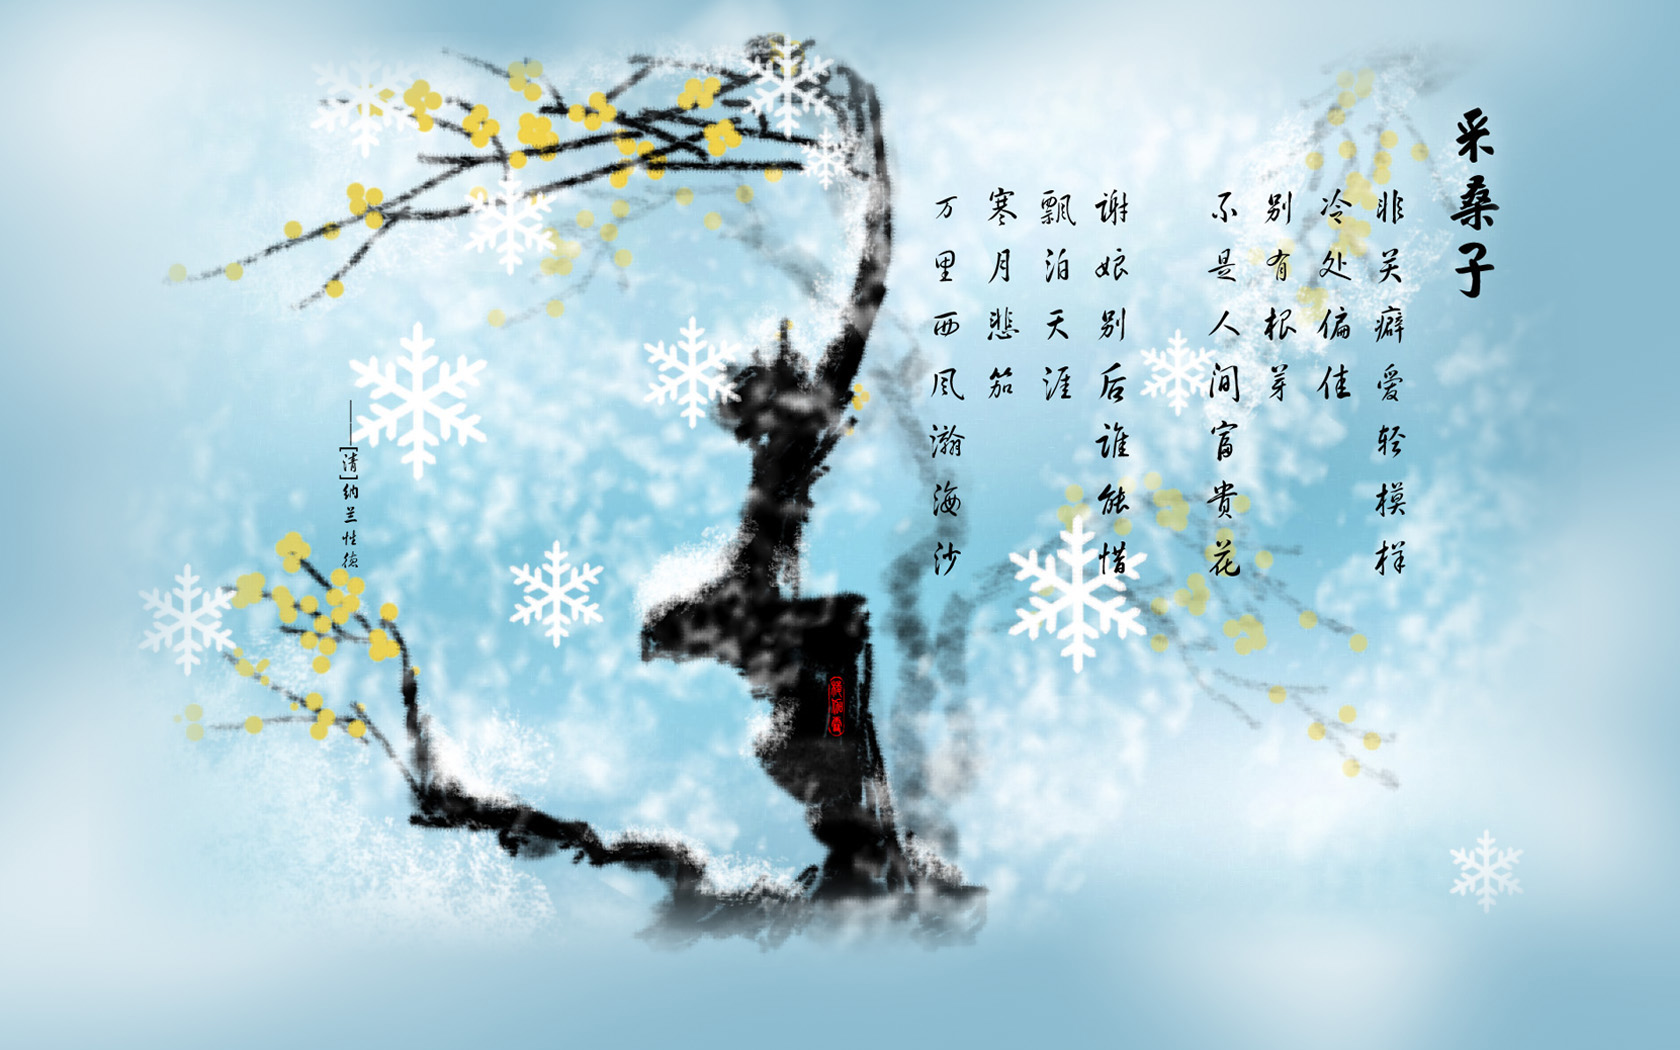 采桑子
非关癖爱轻模样
冷处偏佳
别有根芽
不是人间富贵花
谢娘别后谁能惜
飘泊天涯
寒月悲笳
万里西风瀚海沙
——[清]纳兰性德